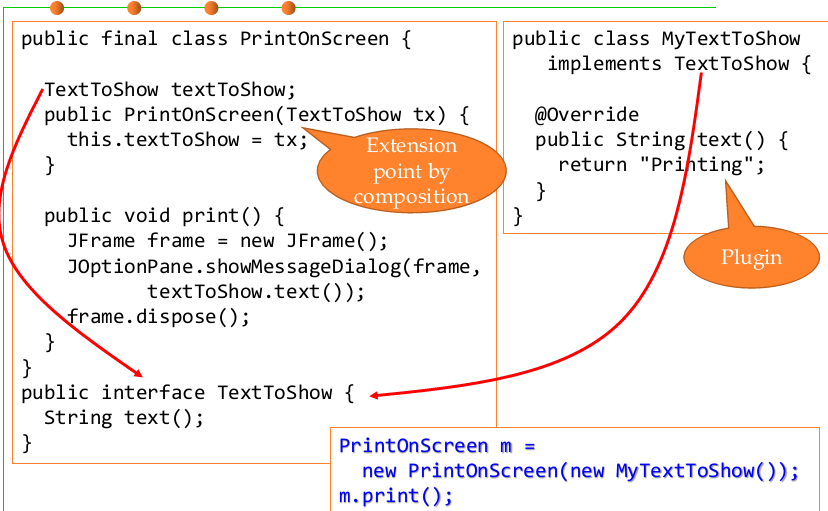 public final class PrintOnScreen {
TextToShow textToShow;
public PrintOnScreen(TextToShow tx) {
this.textToShow = tx;
}
Extension
point by
composition
public void print() {
JFrame frame = new JFrame();
JOptionPane.showMessageDialog(frame,
textToShow.text());
frame.dispose();
}
}
public interface TextToShow {
String text();
}
public class MyTextToShow
implements TextToShow {
@Override
public String text() {
return "Printing";
}
}
Plugin
PrintOnScreen m =
new PrintOnScreen(new MyTextToShow());
m.print();